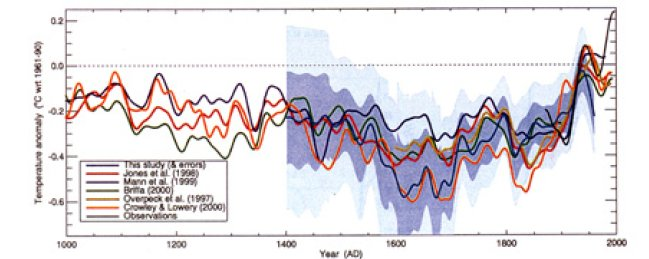 0.2
0.0
-0.2
-0.4
-0.6
Temperature anomaly (°C wrt 1961-90)
This study (& errors)
Jones et al. (1998)
Mann et al. (1999)
Briffa (2000)
Overpeck et al. (1997)
Crowley & Lowery (2000)
Observations
1000 1200 1400 1600 1800 2000
Year (AD)